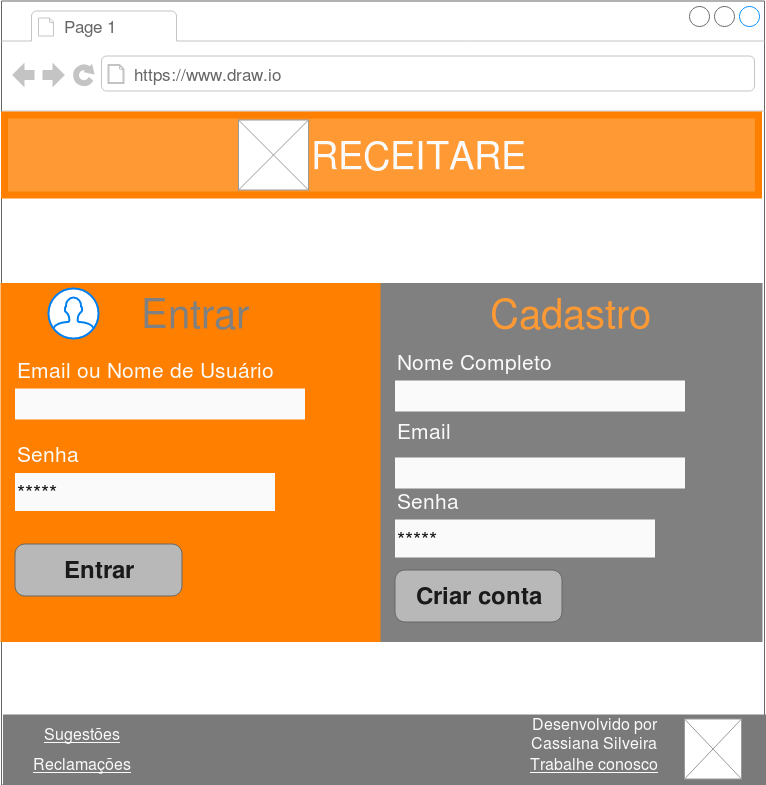 Page 1
https://www.draw.io
RECEITARE
Entrar
Email ou Nome de Usuário
Senha
*****
Entrar
Cadastro
Nome Completo
Email
Senha
*****
Criar conta
Sugestões
Reclamações
Desenvolvido por
Cassiana Silveira
Trabalhe conosco